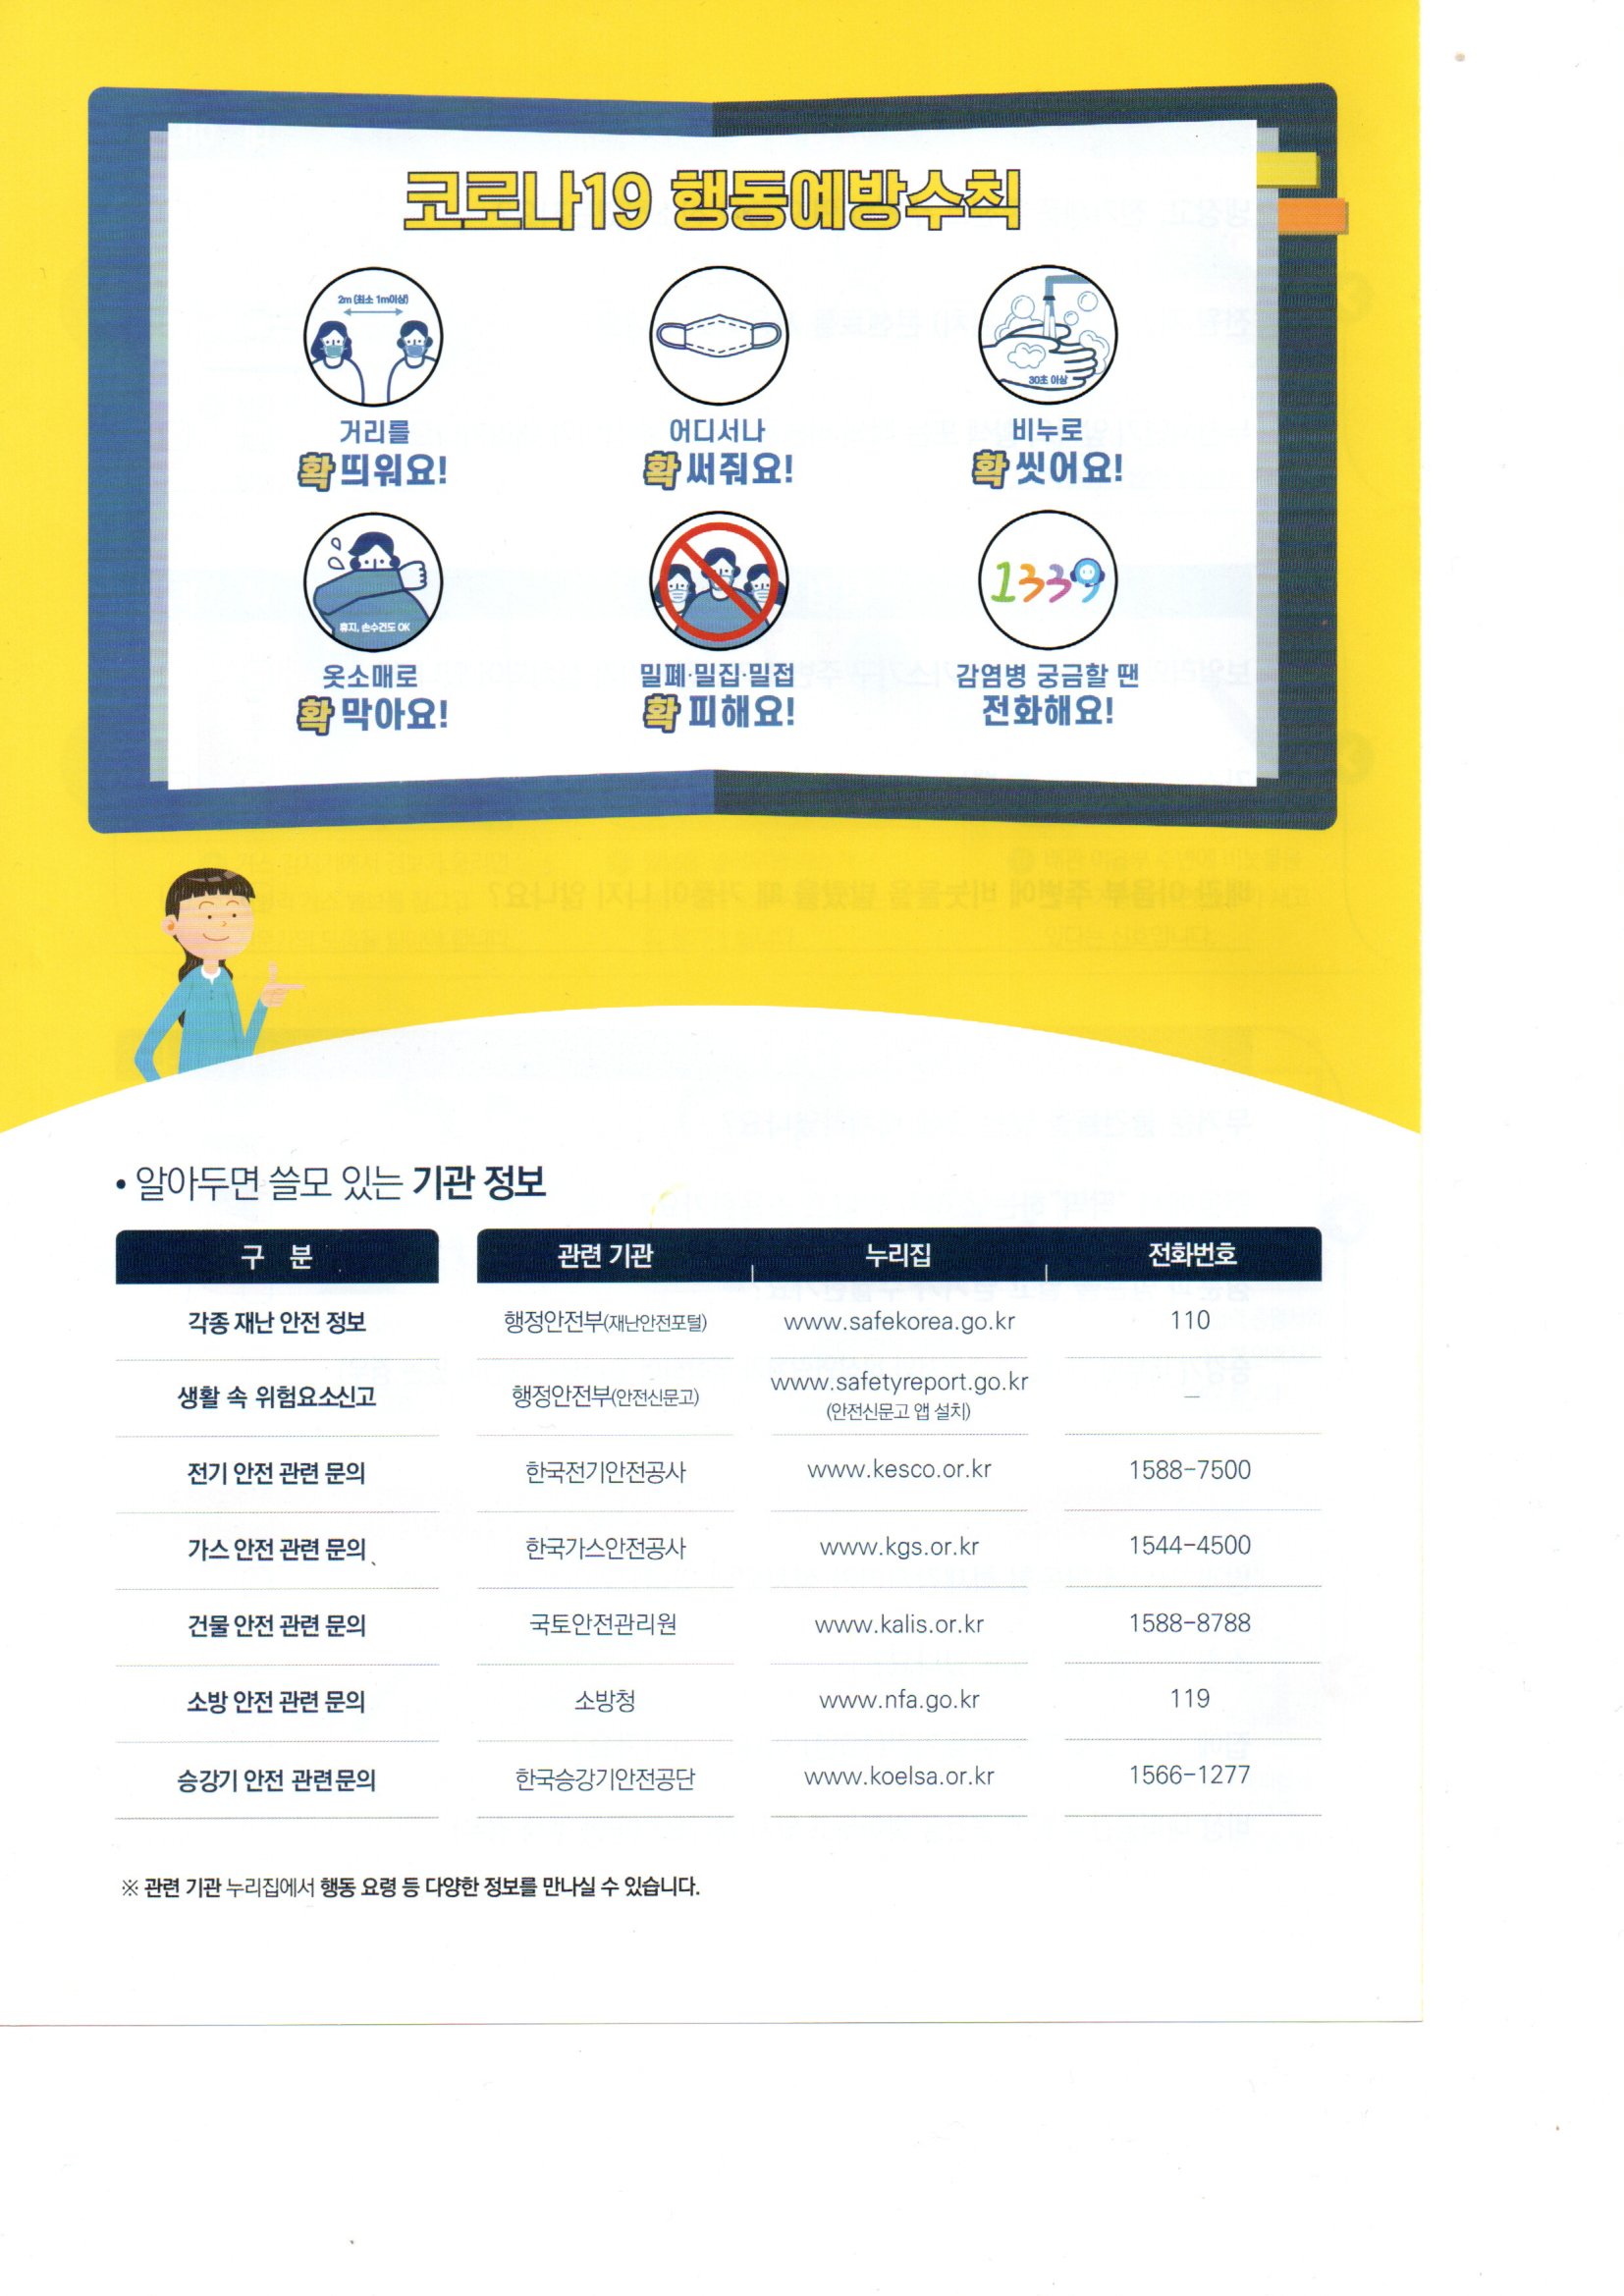 코로나19 행동예방수칙
2m (최소 1m이상)
거리를
확 띄워요!
어디서나
확 써줘요!
30초 이상
비누로
확 씻어요!
휴지, 손수건도 OK
옷소매로
확 막아요!
밀폐·밀집·밀접
확 피해요!
1339
감염병 궁금할 땐
전화해요!
• 알아두면 쓸모 있는 기관 정보
구 분 관련 기관 누리집 전화번호
각종 재난 안전 정보 행정안전부(재난안전포털) www.safekorea.go.kr 110
생활 속 위험요소신고 행정안전부(안전신문고) www.safetyreport.go.kr –
(안전신문고 앱 설치)
전기 안전 관련 문의 한국전기안전공사 www.kesco.or.kr 1588-7500
가스 안전 관련 문의 한국가스안전공사 www.kgs.or.kr 1544-4500
건물 안전 관련 문의 국토안전관리원 www.kalis.or.kr 1588-8788
소방 안전 관련 문의 소방청 www.nfa.go.kr 119
승강기 안전 관련문의 한국승강기안전공단 www.koelsa.or.kr 1566-1277
※ 관련 기관 누리집에서 행동 요령 등 다양한 정보를 만나실 수 있습니다.